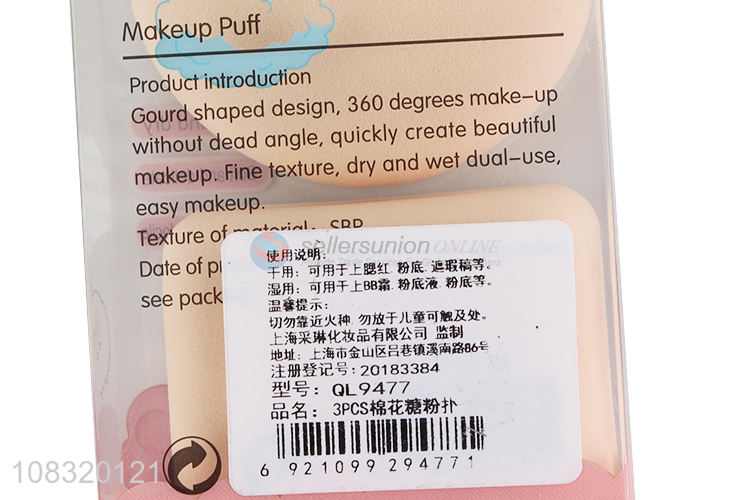 Makeup Puff
Product introduction
Gourd shaped design, 360 degrees make-up
without dead angle, quickly create beautiful
makeup. Fine texture, dry and wet dual-use,
easy makeup.
Texture of material: SBR
Date of pr
see pack
sellersunion ONLINE
使用说明:
干用: 可用于上腮红.粉底.遮瑕稿等。
湿用: 可用于上BB霜.粉底液.粉底等。
温馨提示:
切勿靠近火种.勿放于儿童可触及处。
上海采琳化妆品有限公司 监制
地址: 上海市金山区吕巷镇溪南路86号
注册登记号:20183384
型号: QL9477
品名: 3PCS棉花糖粉扑
6 921099 294771
108320121